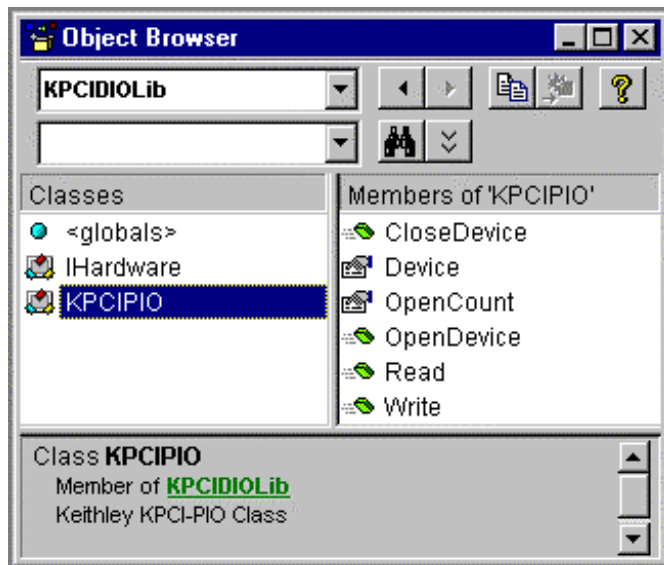 Object Browser
KPCIDIOLib
Classes
Members of 'KPCIPIO'
<globals>
CloseDevice
IHardware
Device
KPCIPIO
OpenCount
OpenDevice
Read
Write
Class KPCIPIO
Member of KPCIDIOLib
Keithley KPCI-PIO Class